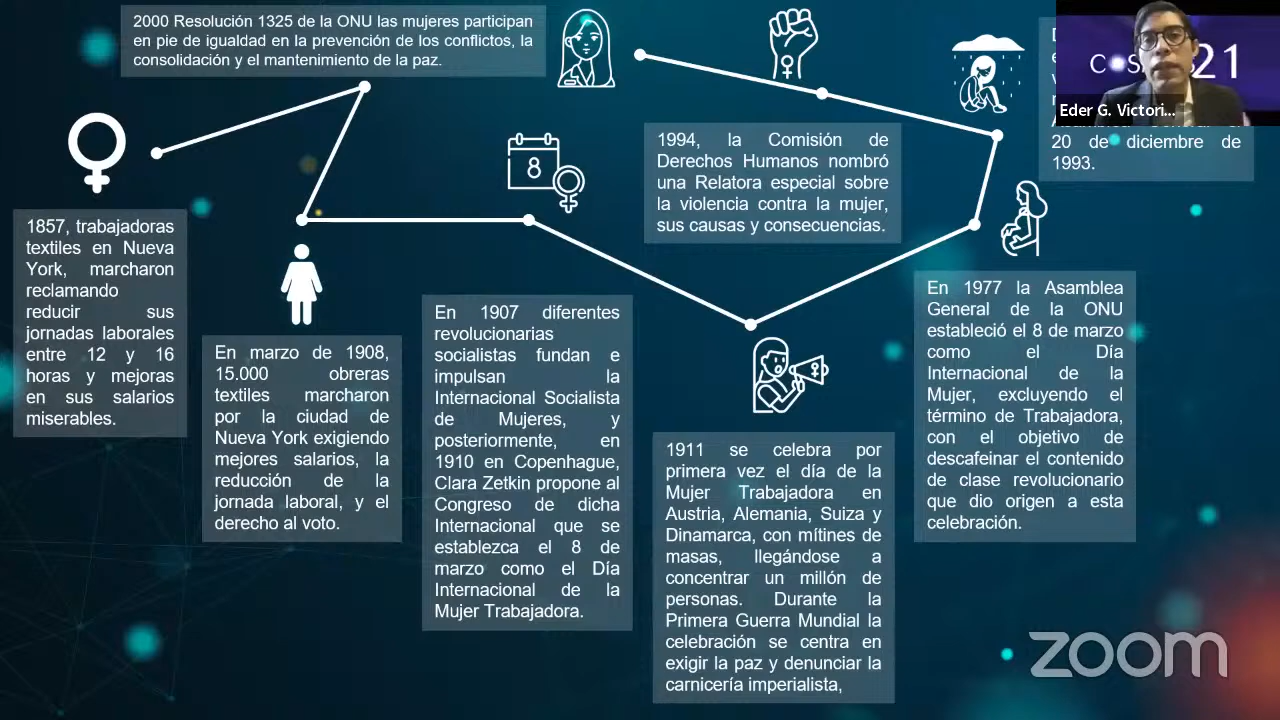 2000 Resolución 1325 de la ONU las mujeres participan
en pie de igualdad en la prevención de los conflictos, la
consolidación y el mantenimiento de la paz.
21
Eder G. Victori...
20 de diciembre de
1993.
1994, la Comisión de
Derechos Humanos nombró
una Relatora especial sobre
la violencia contra la mujer,
sus causas y consecuencias.
8
1857, trabajadoras
textiles en Nueva
York, marcharon
reclamando
reducir sus
jornadas laborales
entre 12 y 16
horas y mejoras
en sus salarios
miserables.
En marzo de 1908,
15.000 obreras
textiles marcharon
por la ciudad de
Nueva York exigiendo
mejores salarios, la
reducción de la
jornada laboral, y el
derecho al voto.
En 1907 diferentes
revolucionarias
socialistas fundan e
impulsan la
Internacional Socialista
de Mujeres, y
posteriormente, en
1910 en Copenhague,
Clara Zetkin propone al
Congreso de dicha
Internacional que se
establezca el 8 de
marzo como el Día
Internacional de la
Mujer Trabajadora.
1911 se celebra por
primera vez el día de la
Mujer Trabajadora en
Austria, Alemania, Suiza y
Dinamarca, con mítines de
masas, llegándose a
concentrar un millón de
personas. Durante la
Primera Guerra Mundial la
celebración se centra en
exigir la paz y denunciar la
carnicería imperialista,
En 1977 la Asamblea
General de la ONU
estableció el 8 de marzo
como el Día
Internacional de la
Mujer, excluyendo el
término de Trabajadora,
con el objetivo de
descafeinar el contenido
de clase revolucionario
que dio origen a esta
celebración.
zoom